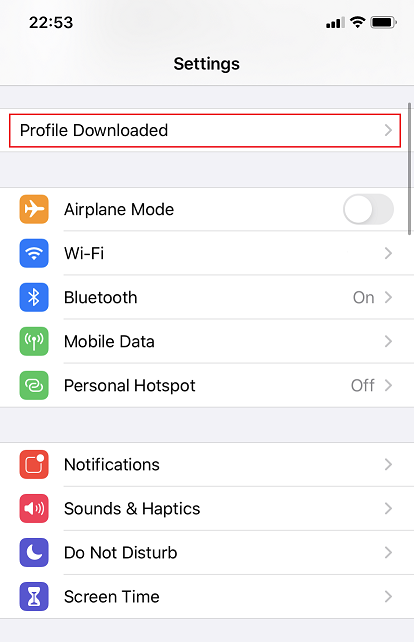 22:53
Settings
Profile Downloaded
Airplane Mode
Wi-Fi
Bluetooth On
Mobile Data
Personal Hotspot Off
Notifications
Sounds & Haptics
Do Not Disturb
Screen Time